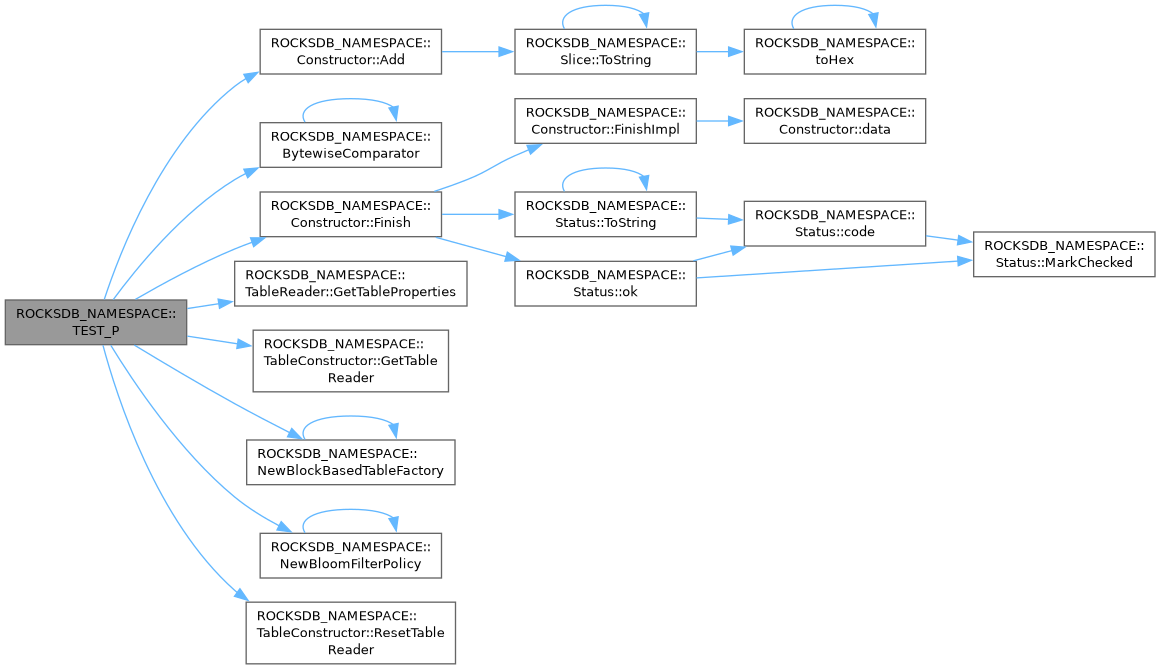 ROCKSDB_NAMESPACE::
TEST_P
ROCKSDB_NAMESPACE::
Constructor::Add
ROCKSDB_NAMESPACE::
Slice::ToString
ROCKSDB_NAMESPACE::
toHex
ROCKSDB_NAMESPACE::
BytewiseComparator
ROCKSDB_NAMESPACE::
Constructor::Finish
ROCKSDB_NAMESPACE::
Constructor::FinishImpl
ROCKSDB_NAMESPACE::
Constructor::data
ROCKSDB_NAMESPACE::
Status::ToString
ROCKSDB_NAMESPACE::
Status::code
ROCKSDB_NAMESPACE::
Status::MarkChecked
ROCKSDB_NAMESPACE::
Status::ok
ROCKSDB_NAMESPACE::
TableReader::GetTableProperties
ROCKSDB_NAMESPACE::
TableConstructor::GetTable
Reader
ROCKSDB_NAMESPACE::
NewBlockBasedTableFactory
ROCKSDB_NAMESPACE::
NewBloomFilterPolicy
ROCKSDB_NAMESPACE::
TableConstructor::ResetTable
Reader